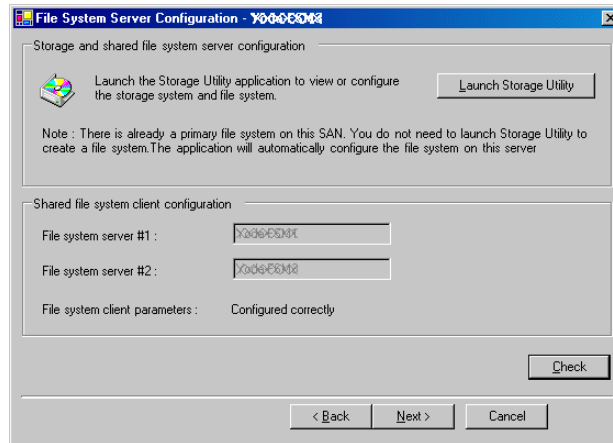 File System Server Configuration -
Storage and shared file system server configuration
Launch the Storage Utility application to view or configure
the storage system and file system.
Launch Storage Utility
Note : There is already a primary file system on this SAN. You do not need to launch Storage Utility to
create a file system.The application will automatically configure the file system on this server
Shared file system client configuration
File system server #1 :
File system server #2 :
File system client parameters : Configured correctly
Check
< Back
Next >
Cancel